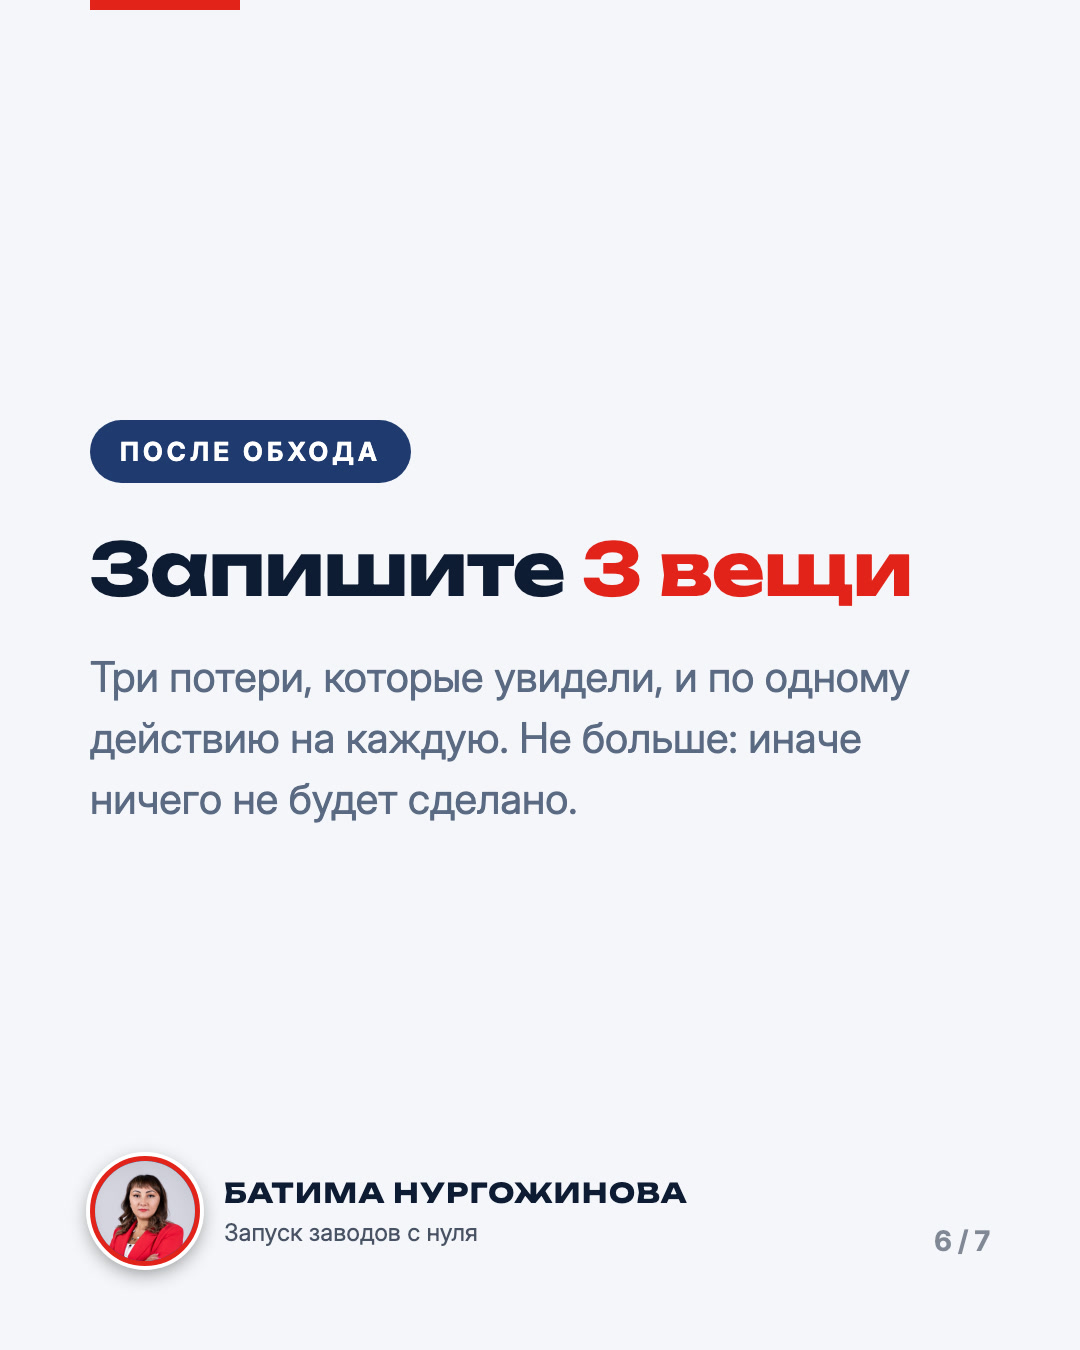 ПОСЛЕ ОБХОДА
Запишите 3 вещи
Три потери, которые увидели, и по одному
действию на каждую. Не больше: иначе
ничего не будет сделано.
БАТИМА НУРГОЖИНОВА
Запуск заводов с нуля
6 / 7